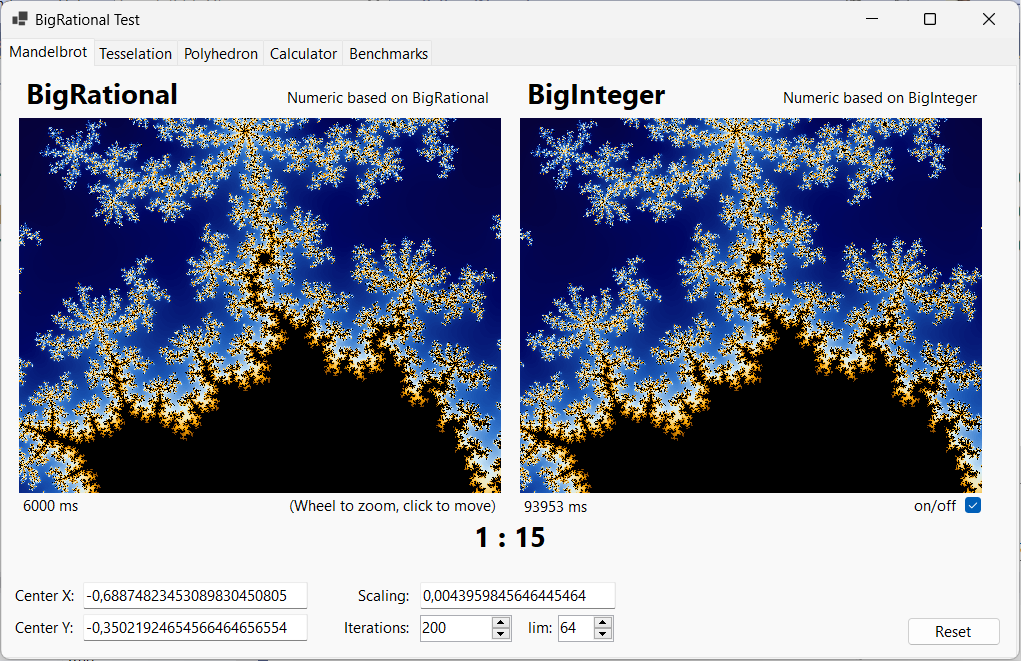 BigRational Test
Mandelbrot Tesselation Polyhedron Calculator Benchmarks
BigRational Numeric based on BigRational BigInteger Numeric based on BigInteger
6000 ms (Wheel to zoom, click to move) 93953 ms on/off
1 : 15
Center X: -0,68874823453089830450805 Scaling: 0,0043959845646445464
Center Y: -0,35021924654566464656554 Iterations: 200 lim: 64
Reset